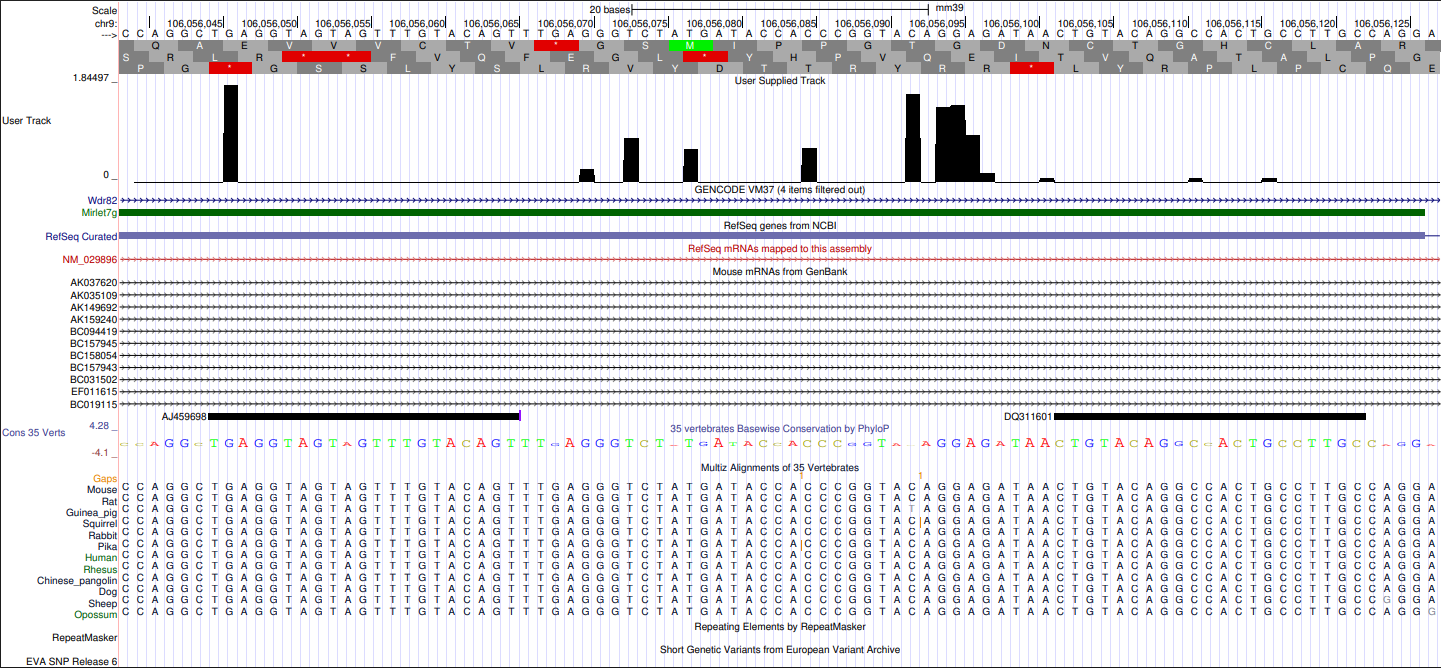 Scale 20 bases mm39
chr9: 106,056,045 106,056,050 106,056,055 106,056,060 106,056,065 106,056,070 106,056,075 106,056,080 106,056,085 106,056,090 106,056,095 106,056,100 106,056,105 106,056,110 106,056,115 106,056,120 106,056,125
---> C C A G G C T G A G G T A G T A G T T T G T A C A G T T T G A G G G T C T A T G A T A C C A C C C G G T A C A G G A G A T A A C T G T A C A G G C C A C T G C C T T G C C A G G A
Q A E V V V C T V * G S M I P P G T G D N C T G H C L A R
S R L R * * F V Q F E G L * Y H P V Q E I T V Q A T A L P G
P G * G S S L Y S L R V Y D T T R Y R R * L Y R P L P C Q E
1.84497 _ User Supplied Track
User Track
0 _
GENCODE VM37 (4 items filtered out)
Wdr82
Mirlet7g
RefSeq genes from NCBI
RefSeq Curated
RefSeq mRNAs mapped to this assembly
NM_029896
Mouse mRNAs from GenBank
AK037620
AK035109
AK149692
AK159240
BC094419
BC157945
BC158054
BC157943
BC031502
EF011615
BC019115
AJ459698 DQ311601
4.28 _ 35 vertebrates Basewise Conservation by PhyloP
Cons 35 Verts
-4.1 _
Multiz Alignments of 35 Vertebrates
Gaps 1 1
Mouse C C A G G C T G A G G T A G T A G T T T G T A C A G T T T G A G G G T C T A T G A T A C C A C C C G G T A C A G G A G A T A A C T G T A C A G G C C A C T G C C T T G C C A G G A
Rat C C A G G C T G A G G T A G T A G T T T G T A C A G T T T G A G G G T C T A T G A T A C C A C C C G G T A C A G G A G A T A A C T G T A C A G G C C A C T G C C T T G C C A G G A
Guinea_pig C C A G G C T G A G G T A G T A G T T T G T A C A G T T T G A G G G T C T A T G A T A C C A C C C G G T A T A G G A G A T A A C T G T A C A G G C C A C T G C C T T G C C A G G A
Squirrel C C A G G C T G A G G T A G T A G T T T G T A C A G T T T G A G G G T C T A T G A T A C C A C C C G G T A C A G G A G A T A A C T G T A C A G G C C A C T G C C T T G C C A G G A
Rabbit C C A G G C T G A G G T A G T A G T T T G T A C A G T T T G A G G G T C T A T G A T A C C A C C C G G T A C A G G A G A T A A C T G T A C A G G C C A C T G C C T T G C C A G G A
Pika C C A G G C T G A G G T A G T A G T T T G T A C A G T T T G A G G G T C T A T G A T A C C A C C C G G T A C A G G A G A T A A C T G T A C A G G C C A C T G C C T T G C C A G G A
Human C C A G G C T G A G G T A G T A G T T T G T A C A G T T T G A G G G T C T A T G A T A C C A C C C G G T A C A G G A G A T A A C T G T A C A G G C C A C T G C C T T G C C A G G A
Rhesus C C A G G C T G A G G T A G T A G T T T G T A C A G T T T G A G G G T C T A T G A T A C C A C C C G G T A C A G G A G A T A A C T G T A C A G G C C A C T G C C T T G C C A G G A
Chinese_pangolin C C A G G C T G A G G T A G T A G T T T G T A C A G T T T G A G G G T C T A T G A T A C C A C C C G G T A C A G G A G A T A A C T G T A C A G G C C A C T G C C T T G C C A G G A
Dog C C A G G C T G A G G T A G T A G T T T G T A C A G T T T G A G G G T C T A T G A T A C C A C C C G G T A C A G G A G A T A A C T G T A C A G G C C A C T G C C T T G C C A G G A
Sheep C C A G G C T G A G G T A G T A G T T T G T A C A G T T T G A G G G T C T A T G A T A C C A C C C G G T A C A G G A G A T A A C T G T A C A G G C C A C T G C C T T G C C G G G A
Opossum C C A G G C T G A G G T A G T A G T T T G T A C A G T T T G A G G G T C T A T G A T A C C A C C C G G T A C A G G A G A T A A C T G T A C A G G C C A C T G C C T T G C C A G G G
Repeating Elements by RepeatMasker
RepeatMasker
Short Genetic Variants from European Variant Archive
EVA SNP Release 6